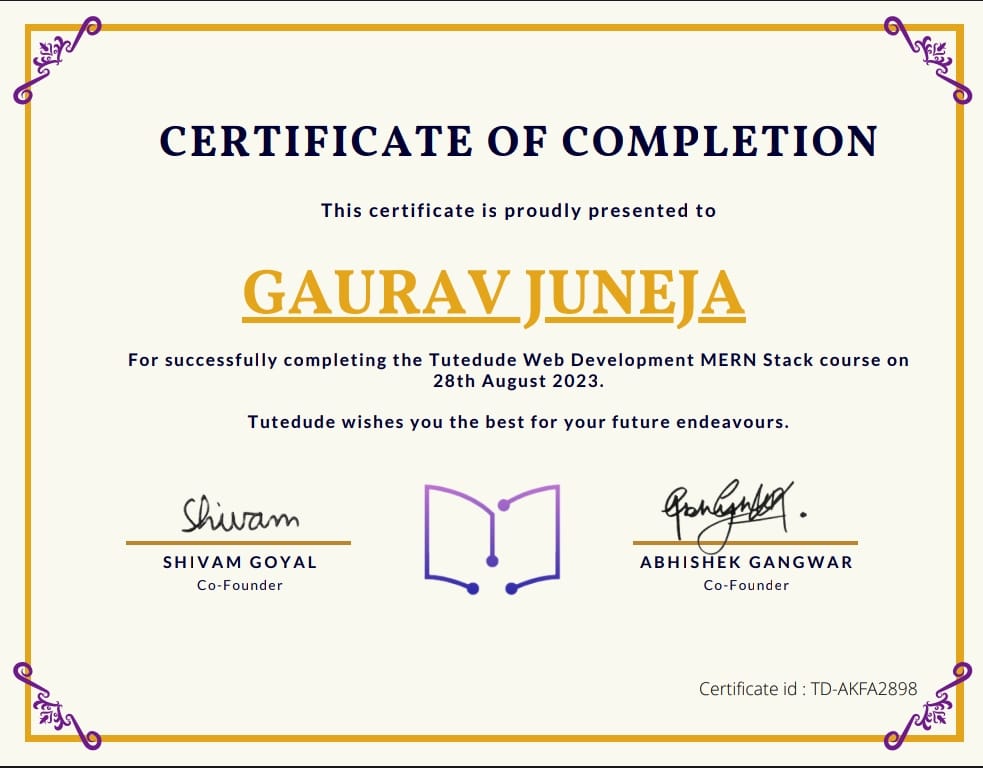 CERTIFICATE OF COMPLETION
This certificate is proudly presented to
GAURAV JUNEJA
For successfully completing the Tutedude Web Development MERN Stack course on
28th August 2023.
Tutedude wishes you the best for your future endeavours.
Shivam
SHIVAM GOYAL
Co-Founder
ABHISHEK GANGWAR
Co-Founder
Certificate id : TD-AKFA2898